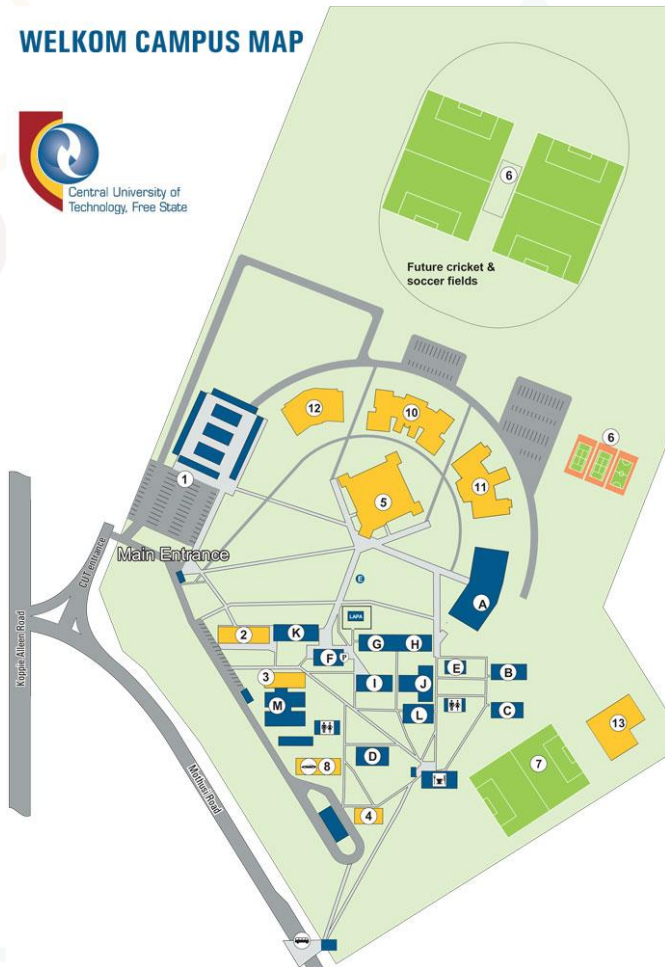 WELKOM CAMPUS MAP
Central University of
Technology, Free State
6
Future cricket &
soccer fields
12
10
6
1
5
11
Main Entrance
CUT entrance
Koppie Alleen Road
E
A
LAPA
2
K
G
H
F
P
E
B
3
I
J
M
L
C
13
D
7
8
4
Mothusi Road